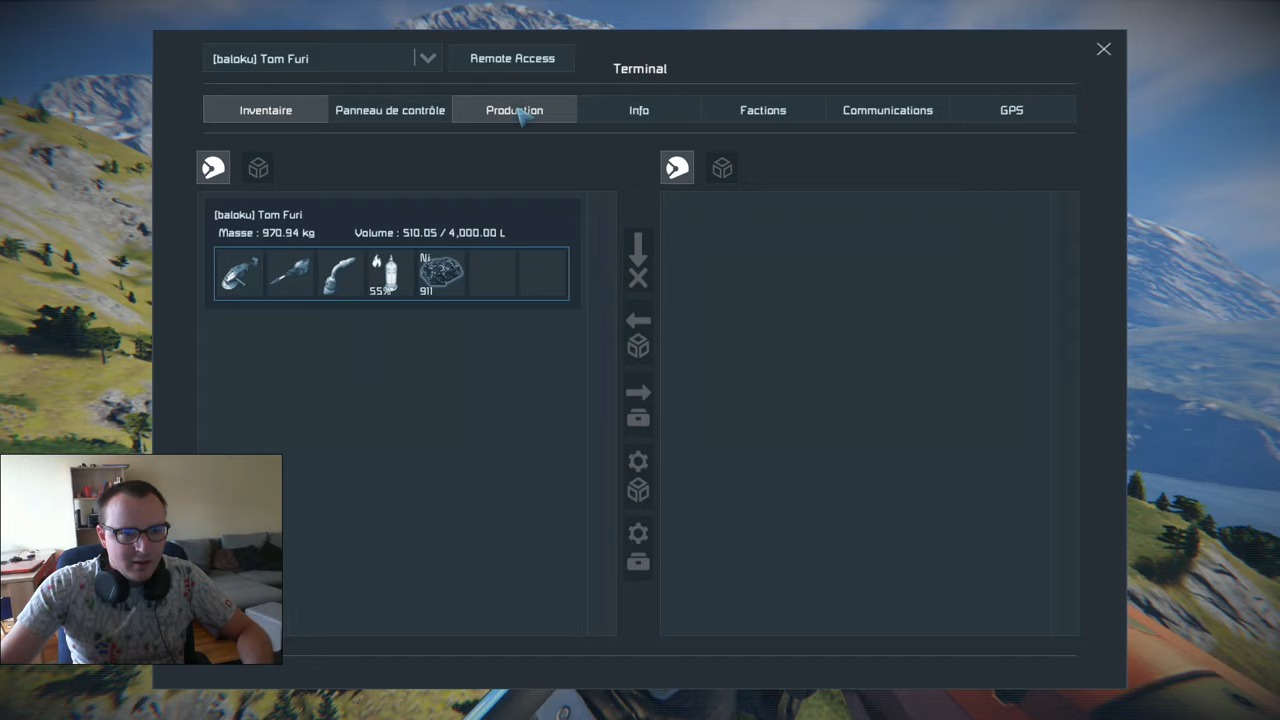 [baloku] Tom Furi
Remote Access
Terminal
Inventaire
Panneau de contrôle
Production
Info
Factions
Communications
GPS
[baloku] Tom Furi
Masse : 970.94 kg
Volume : 510.05 / 4,000.00 L
55%
Ni
911